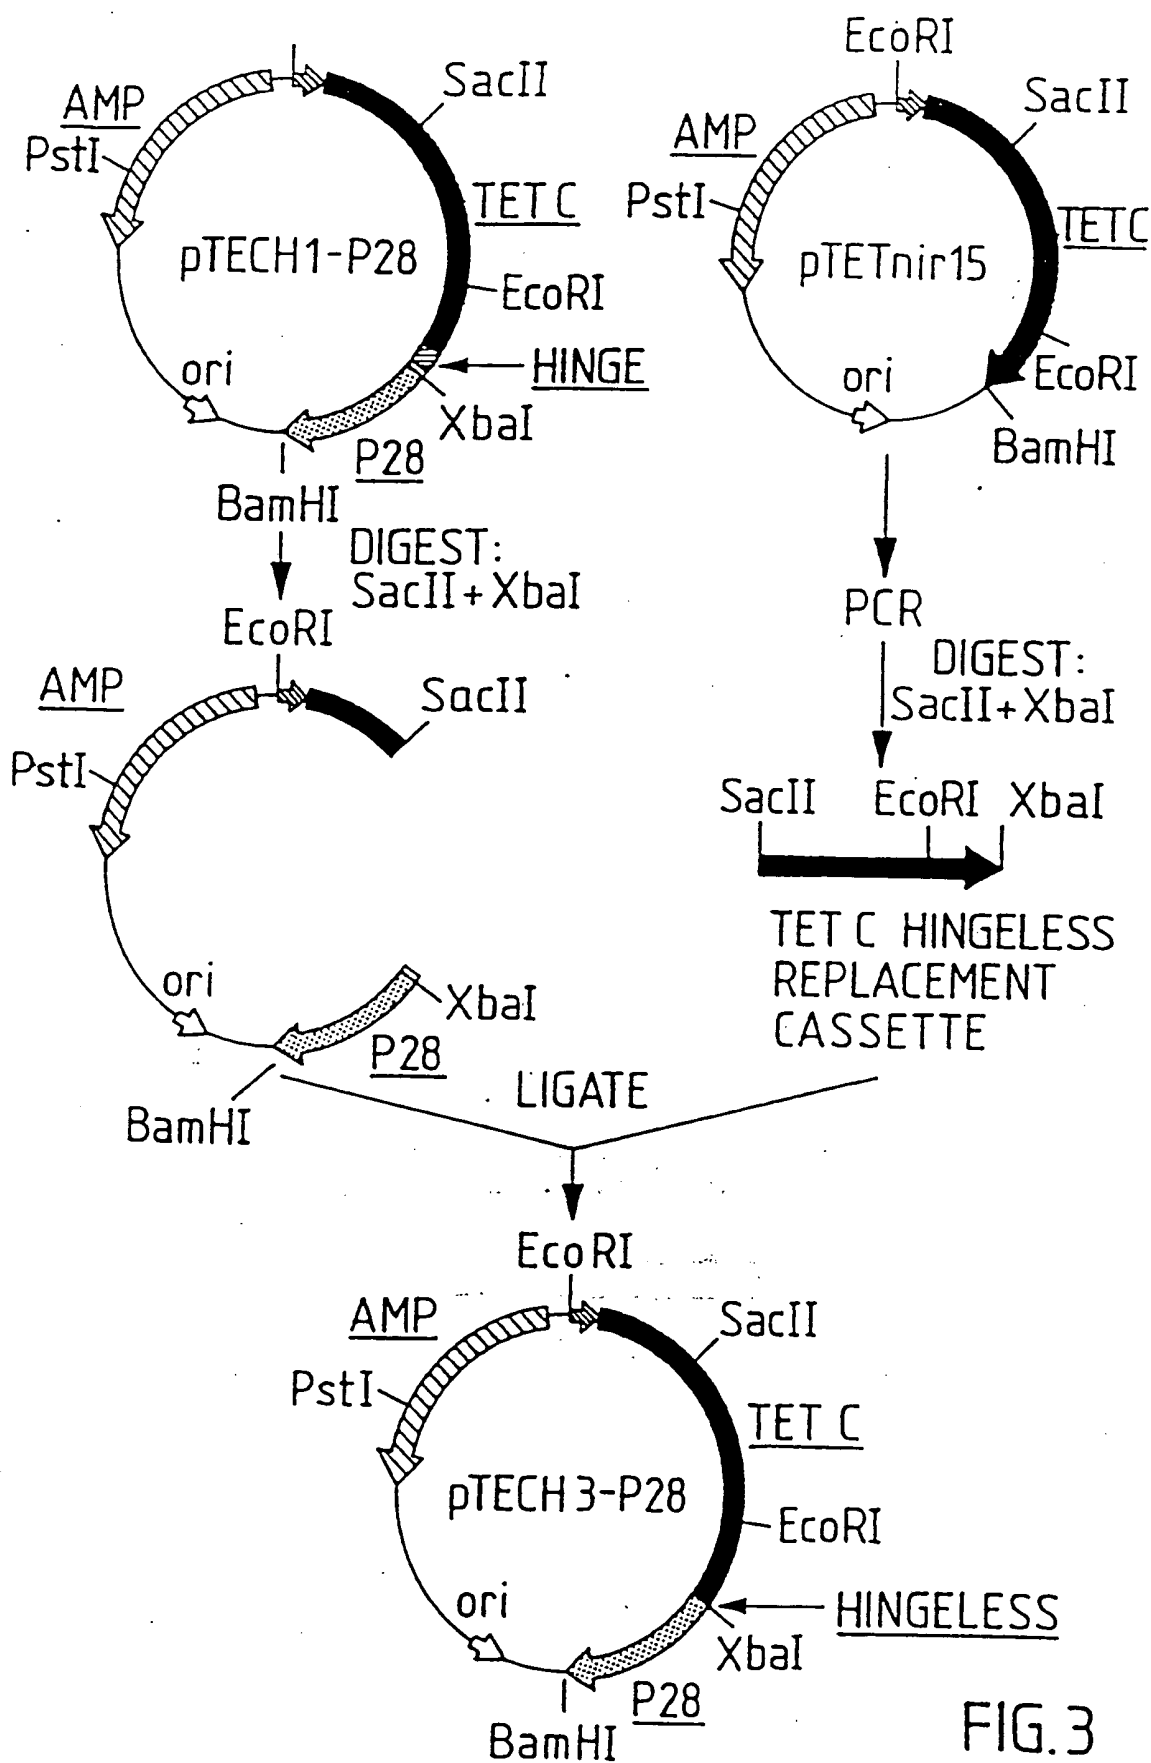 AMP
PstI
SacII
TET C
pTECH1-P28
EcoRI
ori
HINGE
XbaI
P28
BamHI
EcoRI
AMP
SacII
PstI
TETC
pTETnir15
ori
EcoRI
BamHI
DIGEST:
SacII+XbaI
EcoRI
AMP
SacII
PstI
ori
XbaI
P28
BamHI
PCR
DIGEST:
SacII+XbaI
SacII EcoRI XbaI
TET C HINGELESS
REPLACEMENT
CASSETTE
LIGATE
EcoRI
AMP
SacII
PstI
TET C
pTECH3-P28
EcoRI
ori
HINGELESS
XbaI
P28
BamHI
FIG.3